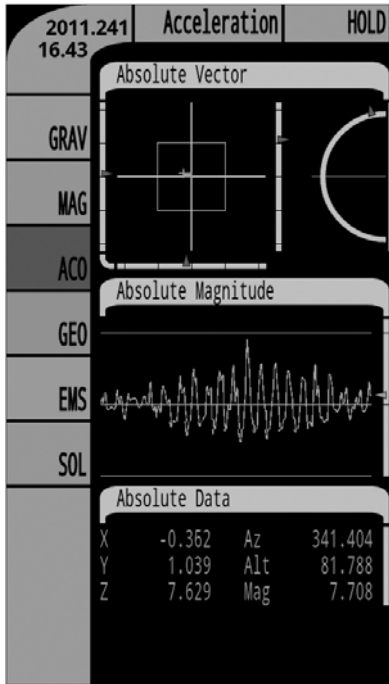 2011.241 Acceleration HOLD
16.43
Absolute Vector
GRAV
MAG
ACO
Absolute Magnitude
GEO
EMS
SOL
Absolute Data
X -0.362 Az 341.404
Y 1.039 Alt 81.788
Z 7.629 Mag 7.708